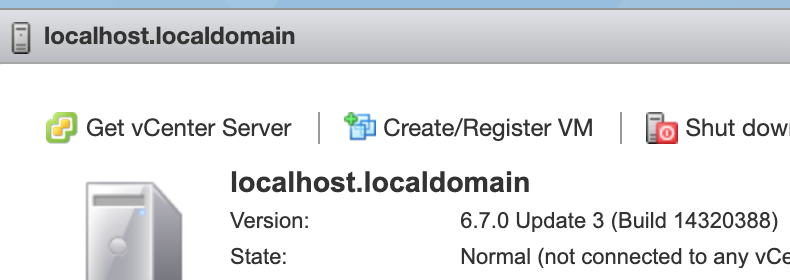 localhost.localdomain
Get vCenter Server Create/Register VM Shut dow
localhost.localdomain
Version: 6.7.0 Update 3 (Build 14320388)
State: Normal (not connected to any vCe